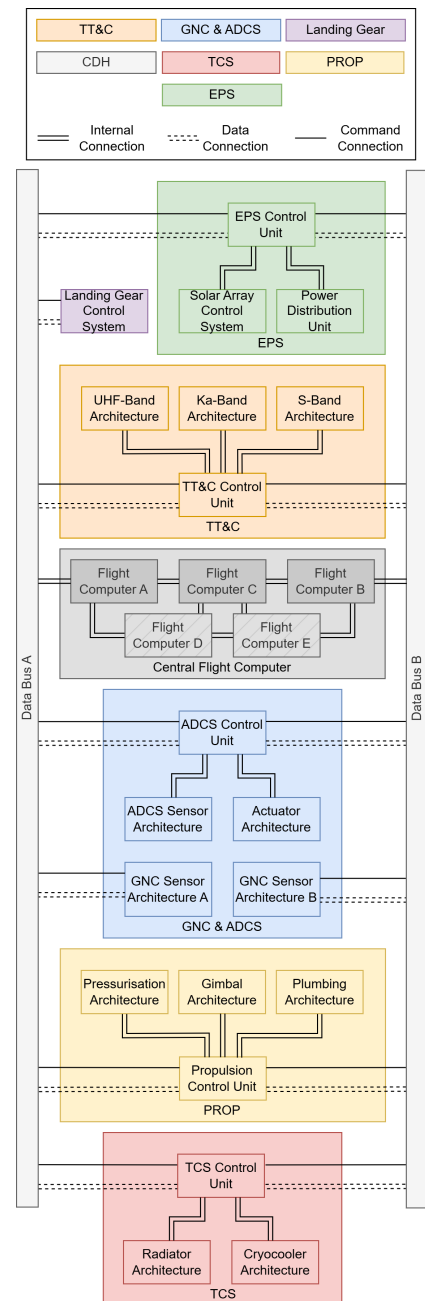 TT&C
GNC & ADCS
Landing Gear
CDH
TCS
PROP
EPS
Internal
Connection
Data
Connection
Command
Connection
Data Bus A
Data Bus B
EPS Control
Unit
Landing Gear
Control
System
Solar Array
Control
System
Power
Distribution
Unit
EPS
UHF-Band
Architecture
Ka-Band
Architecture
S-Band
Architecture
TT&C Control
Unit
TT&C
Flight
Computer A
Flight
Computer C
Flight
Computer B
Flight
Computer D
Flight
Computer E
Central Flight Computer
ADCS Control
Unit
ADCS Sensor
Architecture
Actuator
Architecture
GNC Sensor
Architecture A
GNC Sensor
Architecture B
GNC & ADCS
Pressurisation
Architecture
Gimbal
Architecture
Plumbing
Architecture
Propulsion
Control Unit
PROP
TCS Control
Unit
Radiator
Architecture
Cryocooler
Architecture
TCS